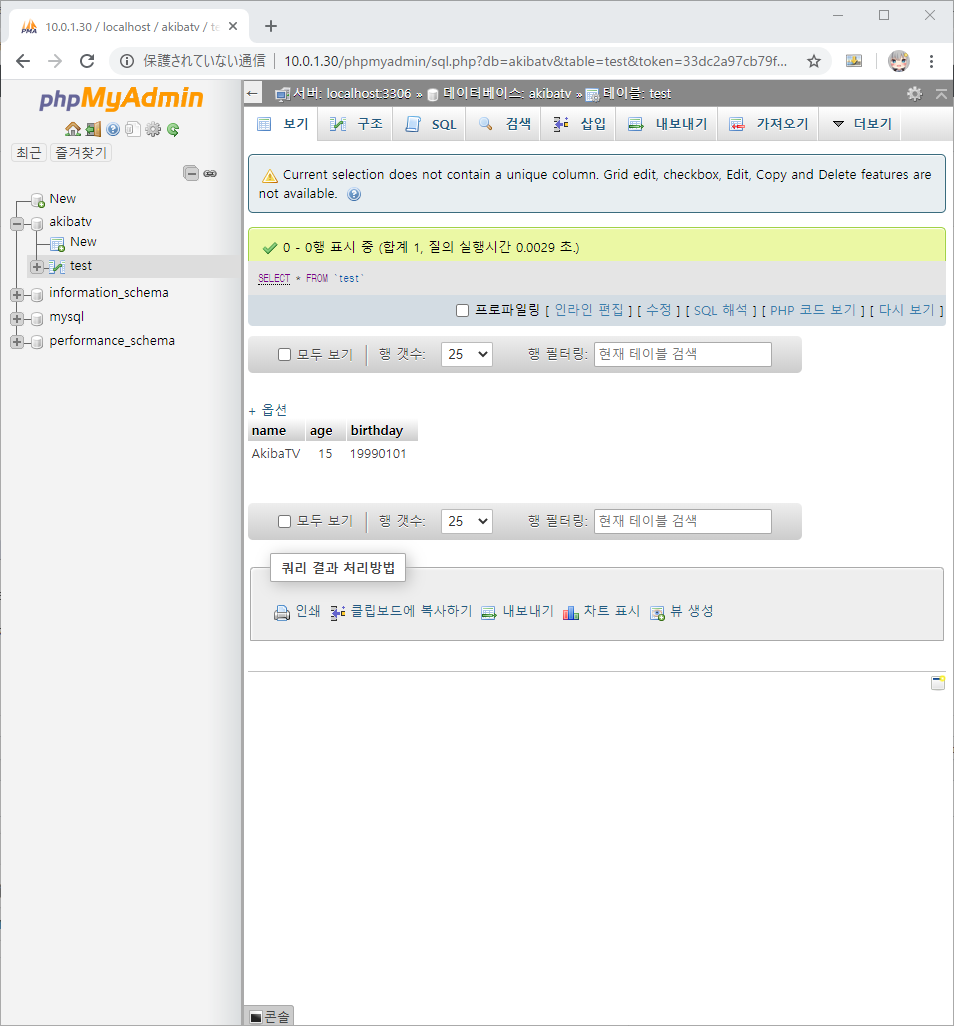 10.0.1.30 / localhost / akibatv / te
保護されていない通信 10.0.1.30/phpmyadmin/sql.php?db=akibatv&table=test&token=33dc2a97cb79f...
phpMyAdmin
최근 즐겨찾기
New
akibatv
New
test
information_schema
mysql
performance_schema
서버: localhost:3306 » 데이터베이스: akibatv » 테이블: test
보기 구조 SQL 검색 삽입 내보내기 가져오기 더보기
Current selection does not contain a unique column. Grid edit, checkbox, Edit, Copy and Delete features are
not available.
0 - 0행 표시 중 (합계 1, 질의 실행시간 0.0029 초.)
SELECT * FROM `test`
프로파일링 [ 인라인 편집 ] [ 수정 ] [ SQL 해석 ] [ PHP 코드 보기 ] [ 다시 보기 ]
모두 보기 행 갯수: 25 행 필터링: 현재 테이블 검색
+ 옵션
name age birthday
AkibaTV 15 19990101
모두 보기 행 갯수: 25 행 필터링: 현재 테이블 검색
쿼리 결과 처리방법
인쇄 클립보드에 복사하기 내보내기 차트 표시 뷰 생성
콘솔